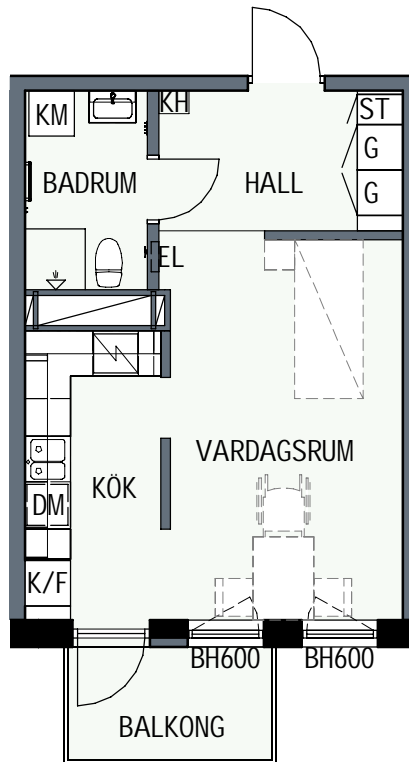 KM
KH
ST
G
BADRUM
HALL
G
EL
VARDAGSRUM
KÖK
DM
K/F
BH600
BH600
BALKONG